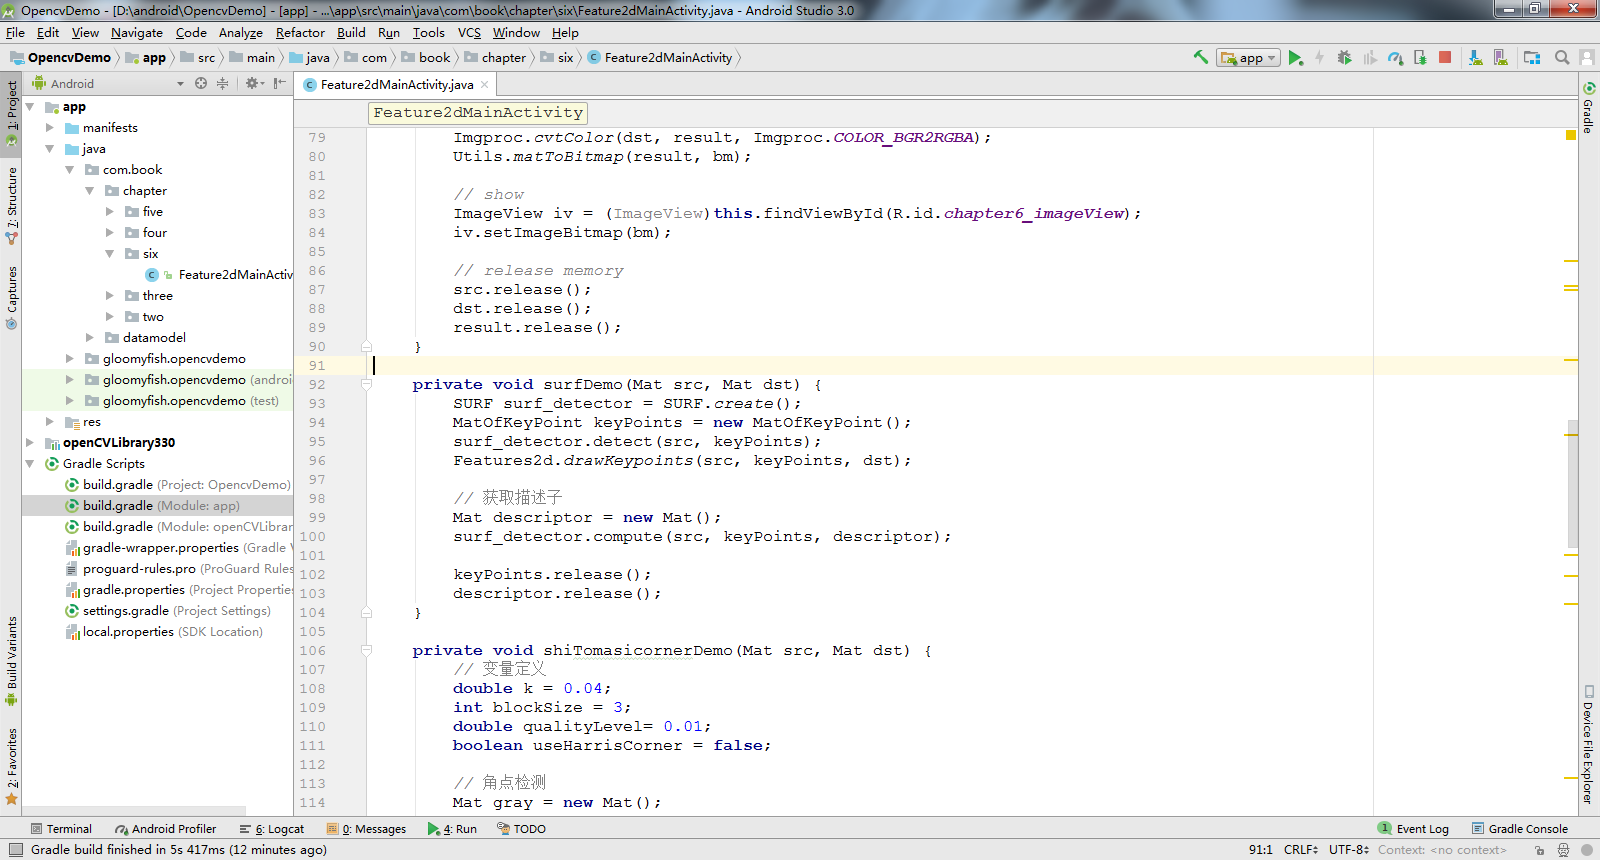 OpencvDemo - [D:\android\OpencvDemo] - [app] - ...\app\src\main\java\com\book\chapter\six\Feature2dMainActivity.java - Android Studio 3.0
File Edit View Navigate Code Analyze Refactor Build Run Tools VCS Window Help
OpencvDemo app src main java com book chapter six Feature2dMainActivity
app
Android
Feature2dMainActivity.java
Feature2dMainActivity
1: Project
7: Structure
Captures
Build Variants
2: Favorites
app
manifests
java
com.book
chapter
five
four
six
Feature2dMainActiv
three
two
datamodel
gloomyfish.opencvdemo
gloomyfish.opencvdemo (androi
gloomyfish.opencvdemo (test)
res
openCVLibrary330
Gradle Scripts
build.gradle (Project: OpencvDemo)
build.gradle (Module: app)
build.gradle (Module: openCVLibrar
gradle-wrapper.properties (Gradle V
proguard-rules.pro (ProGuard Rules
gradle.properties (Project Properties
settings.gradle (Project Settings)
local.properties (SDK Location)
79 Imgproc.cvtColor(dst, result, Imgproc.COLOR_BGR2RGBA);
80 Utils.matToBitmap(result, bm);
81
82 // show
83 ImageView iv = (ImageView)this.findViewById(R.id.chapter6_imageView);
84 iv.setImageBitmap(bm);
85
86 // release memory
87 src.release();
88 dst.release();
89 result.release();
90 }
91
92 private void surfDemo(Mat src, Mat dst) {
93 SURF surf_detector = SURF.create();
94 MatOfKeyPoint keyPoints = new MatOfKeyPoint();
95 surf_detector.detect(src, keyPoints);
96 Features2d.drawKeypoints(src, keyPoints, dst);
97
98 // 获取描述子
99 Mat descriptor = new Mat();
100 surf_detector.compute(src, keyPoints, descriptor);
101
102 keyPoints.release();
103 descriptor.release();
104 }
105
106 private void shiTomasicornerDemo(Mat src, Mat dst) {
107 // 变量定义
108 double k = 0.04;
109 int blockSize = 3;
110 double qualityLevel= 0.01;
111 boolean useHarrisCorner = false;
112
113 // 角点检测
114 Mat gray = new Mat();
Gradle
Device File Explorer
Terminal Android Profiler 6: Logcat 0: Messages 4: Run TODO 1 Event Log Gradle Console
Gradle build finished in 5s 417ms (12 minutes ago) 91:1 CRLF UTF-8 Context: <no context>